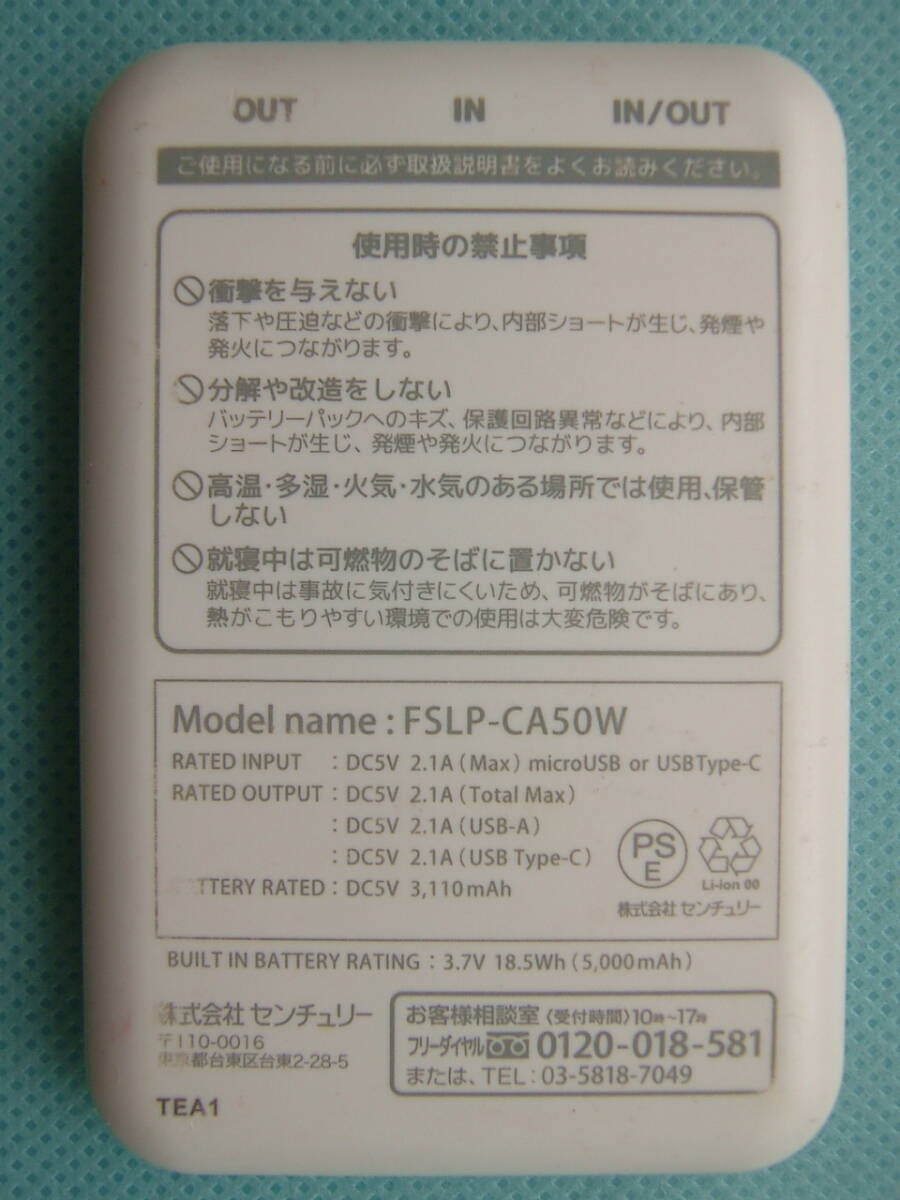 OUT IN IN/OUT
ご使用になる前に必ず取扱説明書をよくお読みください。
使用時の禁止事項
衝撃を与えない
落下や圧迫などの衝撃により、内部ショートが生じ、発煙や
発火につながります。
分解や改造をしない
バッテリーパックへのキズ、保護回路異常などにより、内部
ショートが生じ、発煙や発火につながります。
高温・多湿・火気・水気のある場所では使用、保管
しない
就寝中は可燃物のそばに置かない
就寝中は事故に気付きにくいため、可燃物がそばにあり、
熱がこもりやすい環境での使用は大変危険です。
Model name : FSLP-CA50W
RATED INPUT : DC5V 2.1A (Max) microUSB or USB Type-C
RATED OUTPUT : DC5V 2.1A (Total Max)
: DC5V 2.1A (USB-A)
: DC5V 2.1A (USB Type-C)
TTERY RATED : DC5V 3,110mAh
PS
E
Li-ion 00
株式会社 センチュリー
BUILT IN BATTERY RATING : 3.7V 18.5Wh (5,000mAh)
株式会社 センチュリー
〒110-0016
東京都台東区台東2-28-5
お客様相談室〈受付時間〉10時~17時
フリーダイヤル 0120-018-581
または、TEL : 03-5818-7049
TEA1